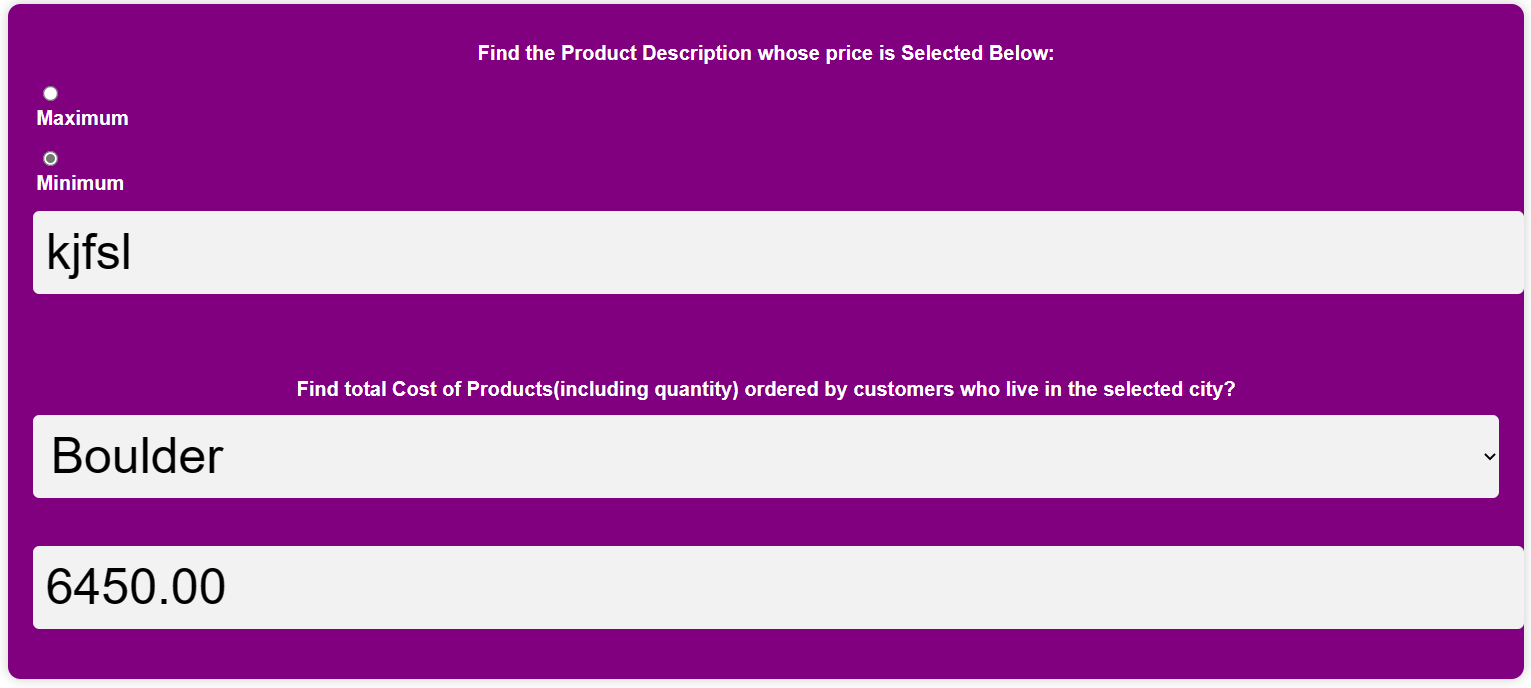 Find the Product Description whose price is Selected Below:
Maximum
Minimum
kjfsl
Find total Cost of Products(including quantity) ordered by customers who live in the selected city?
Boulder
6450.00